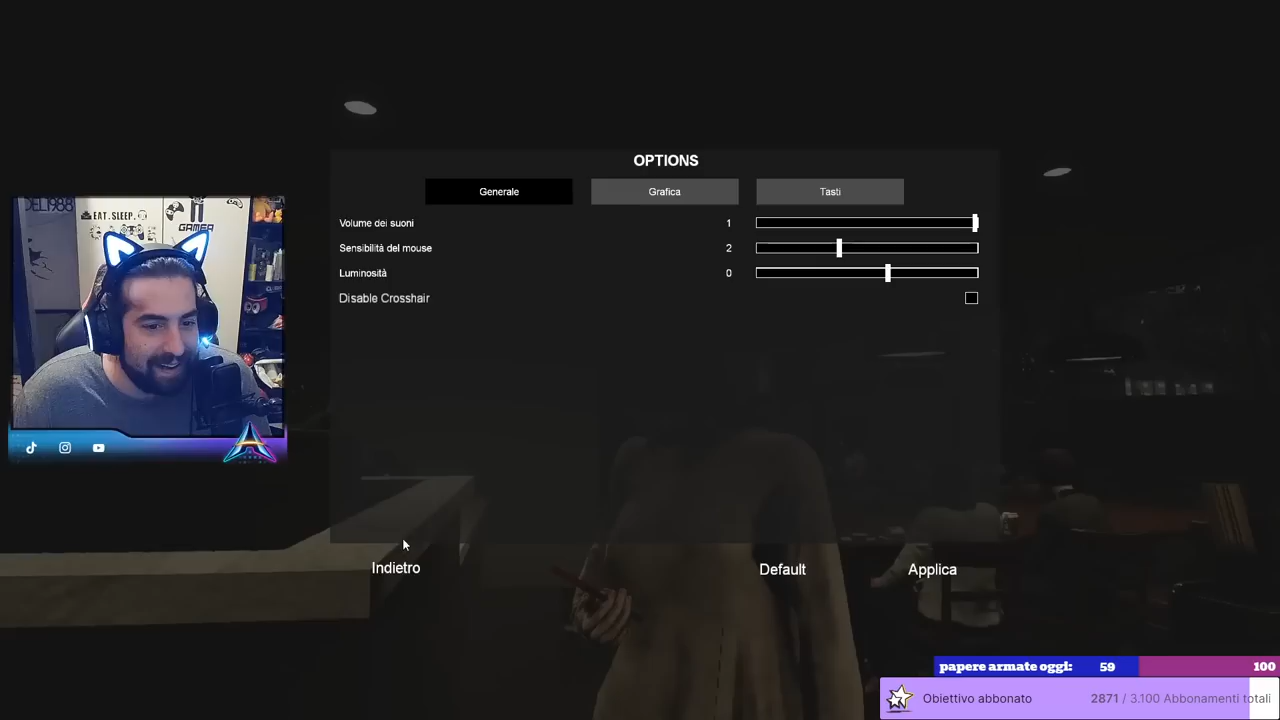 OPTIONS
Generale
Grafica
Tasti
Volume dei suoni
1
Sensibilità del mouse
2
Luminosità
0
Disable Crosshair
DEL1988
EAT.SLEEP.
GAMER
Indietro
Default
Applica
papere armate oggi: 59 100
Obiettivo abbonato 2871 / 3.100 Abbonamenti totali